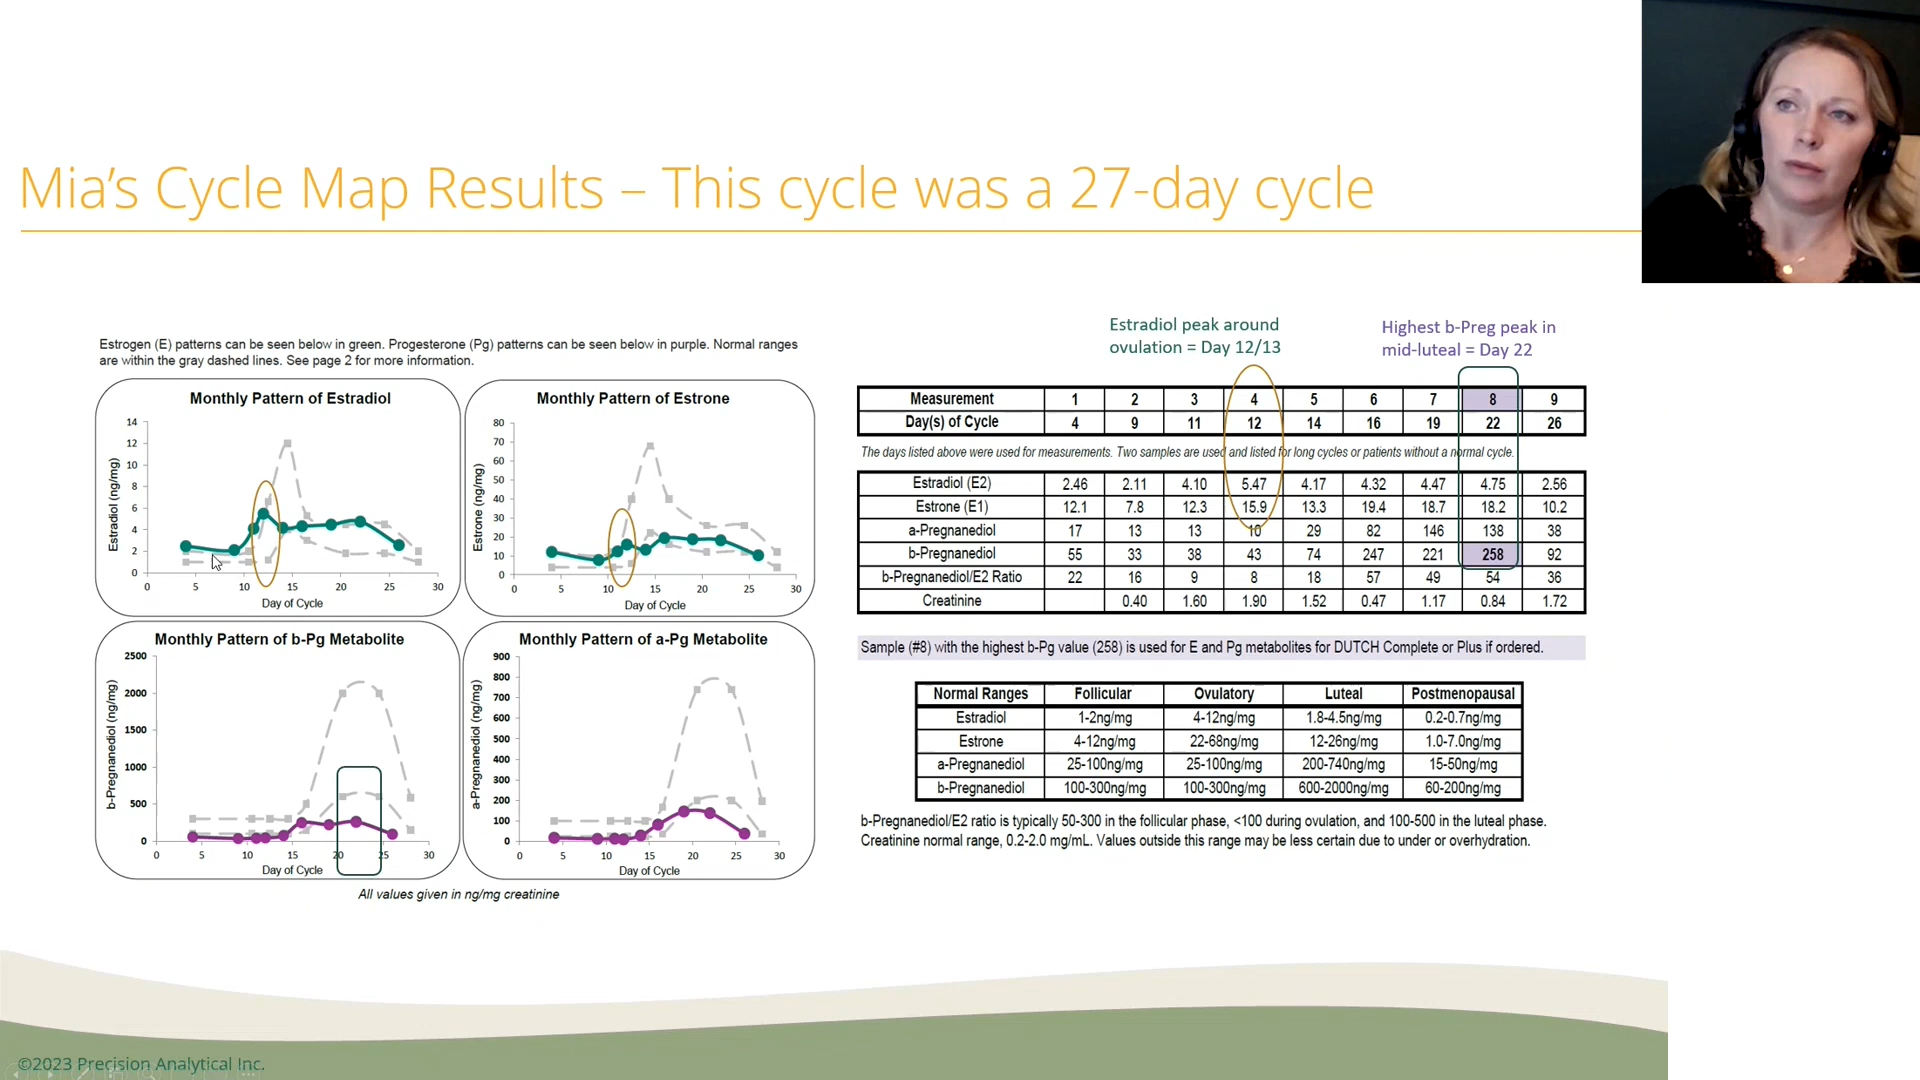 Mia's Cycle Map Results – This cycle was a 27-day cycle
Estrogen (E) patterns can be seen below in green. Progesterone (Pg) patterns can be seen below in purple. Normal ranges
are within the gray dashed lines. See page 2 for more information.
Monthly Pattern of Estradiol
Estradiol (ng/mg)
14
12
10
8
6
4
2
0
0 5 10 15 20 25 30
Day of Cycle
Monthly Pattern of Estrone
Estrone (ng/mg)
80
70
60
50
40
30
20
10
0
0 5 10 15 20 25 30
Day of Cycle
Monthly Pattern of b-Pg Metabolite
b-Pregnanediol (ng/mg)
2500
2000
1500
1000
500
0
0 5 10 15 20 25 30
Day of Cycle
Monthly Pattern of a-Pg Metabolite
a-Pregnanediol (ng/mg)
900
800
700
600
500
400
300
200
100
0
0 5 10 15 20 25 30
Day of Cycle
All values given in ng/mg creatinine
Estradiol peak around
ovulation = Day 12/13
Highest b-Preg peak in
mid-luteal = Day 22
Measurement 1 2 3 4 5 6 7 8 9
Day(s) of Cycle 4 9 11 12 14 16 19 22 26
The days listed above were used for measurements. Two samples are used and listed for long cycles or patients without a normal cycle.
Estradiol (E2) 2.46 2.11 4.10 5.47 4.17 4.32 4.47 4.75 2.56
Estrone (E1) 12.1 7.8 12.3 15.9 13.3 19.4 18.7 18.2 10.2
a-Pregnanediol 17 13 13 10 29 82 146 138 38
b-Pregnanediol 55 33 38 43 74 247 221 258 92
b-Pregnanediol/E2 Ratio 22 16 9 8 18 57 49 54 36
Creatinine 0.40 1.60 1.90 1.52 0.47 1.17 0.84 1.72
Sample (#8) with the highest b-Pg value (258) is used for E and Pg metabolites for DUTCH Complete or Plus if ordered.
Normal Ranges Follicular Ovulatory Luteal Postmenopausal
Estradiol 1-2ng/mg 4-12ng/mg 1.8-4.5ng/mg 0.2-0.7ng/mg
Estrone 4-12ng/mg 22-68ng/mg 12-26ng/mg 1.0-7.0ng/mg
a-Pregnanediol 25-100ng/mg 25-100ng/mg 200-740ng/mg 15-50ng/mg
b-Pregnanediol 100-300ng/mg 100-300ng/mg 600-2000ng/mg 60-200ng/mg
b-Pregnanediol/E2 ratio is typically 50-300 in the follicular phase, <100 during ovulation, and 100-500 in the luteal phase.
Creatinine normal range, 0.2-2.0 mg/mL. Values outside this range may be less certain due to under or overhydration.
©2023 Precision Analytical Inc.